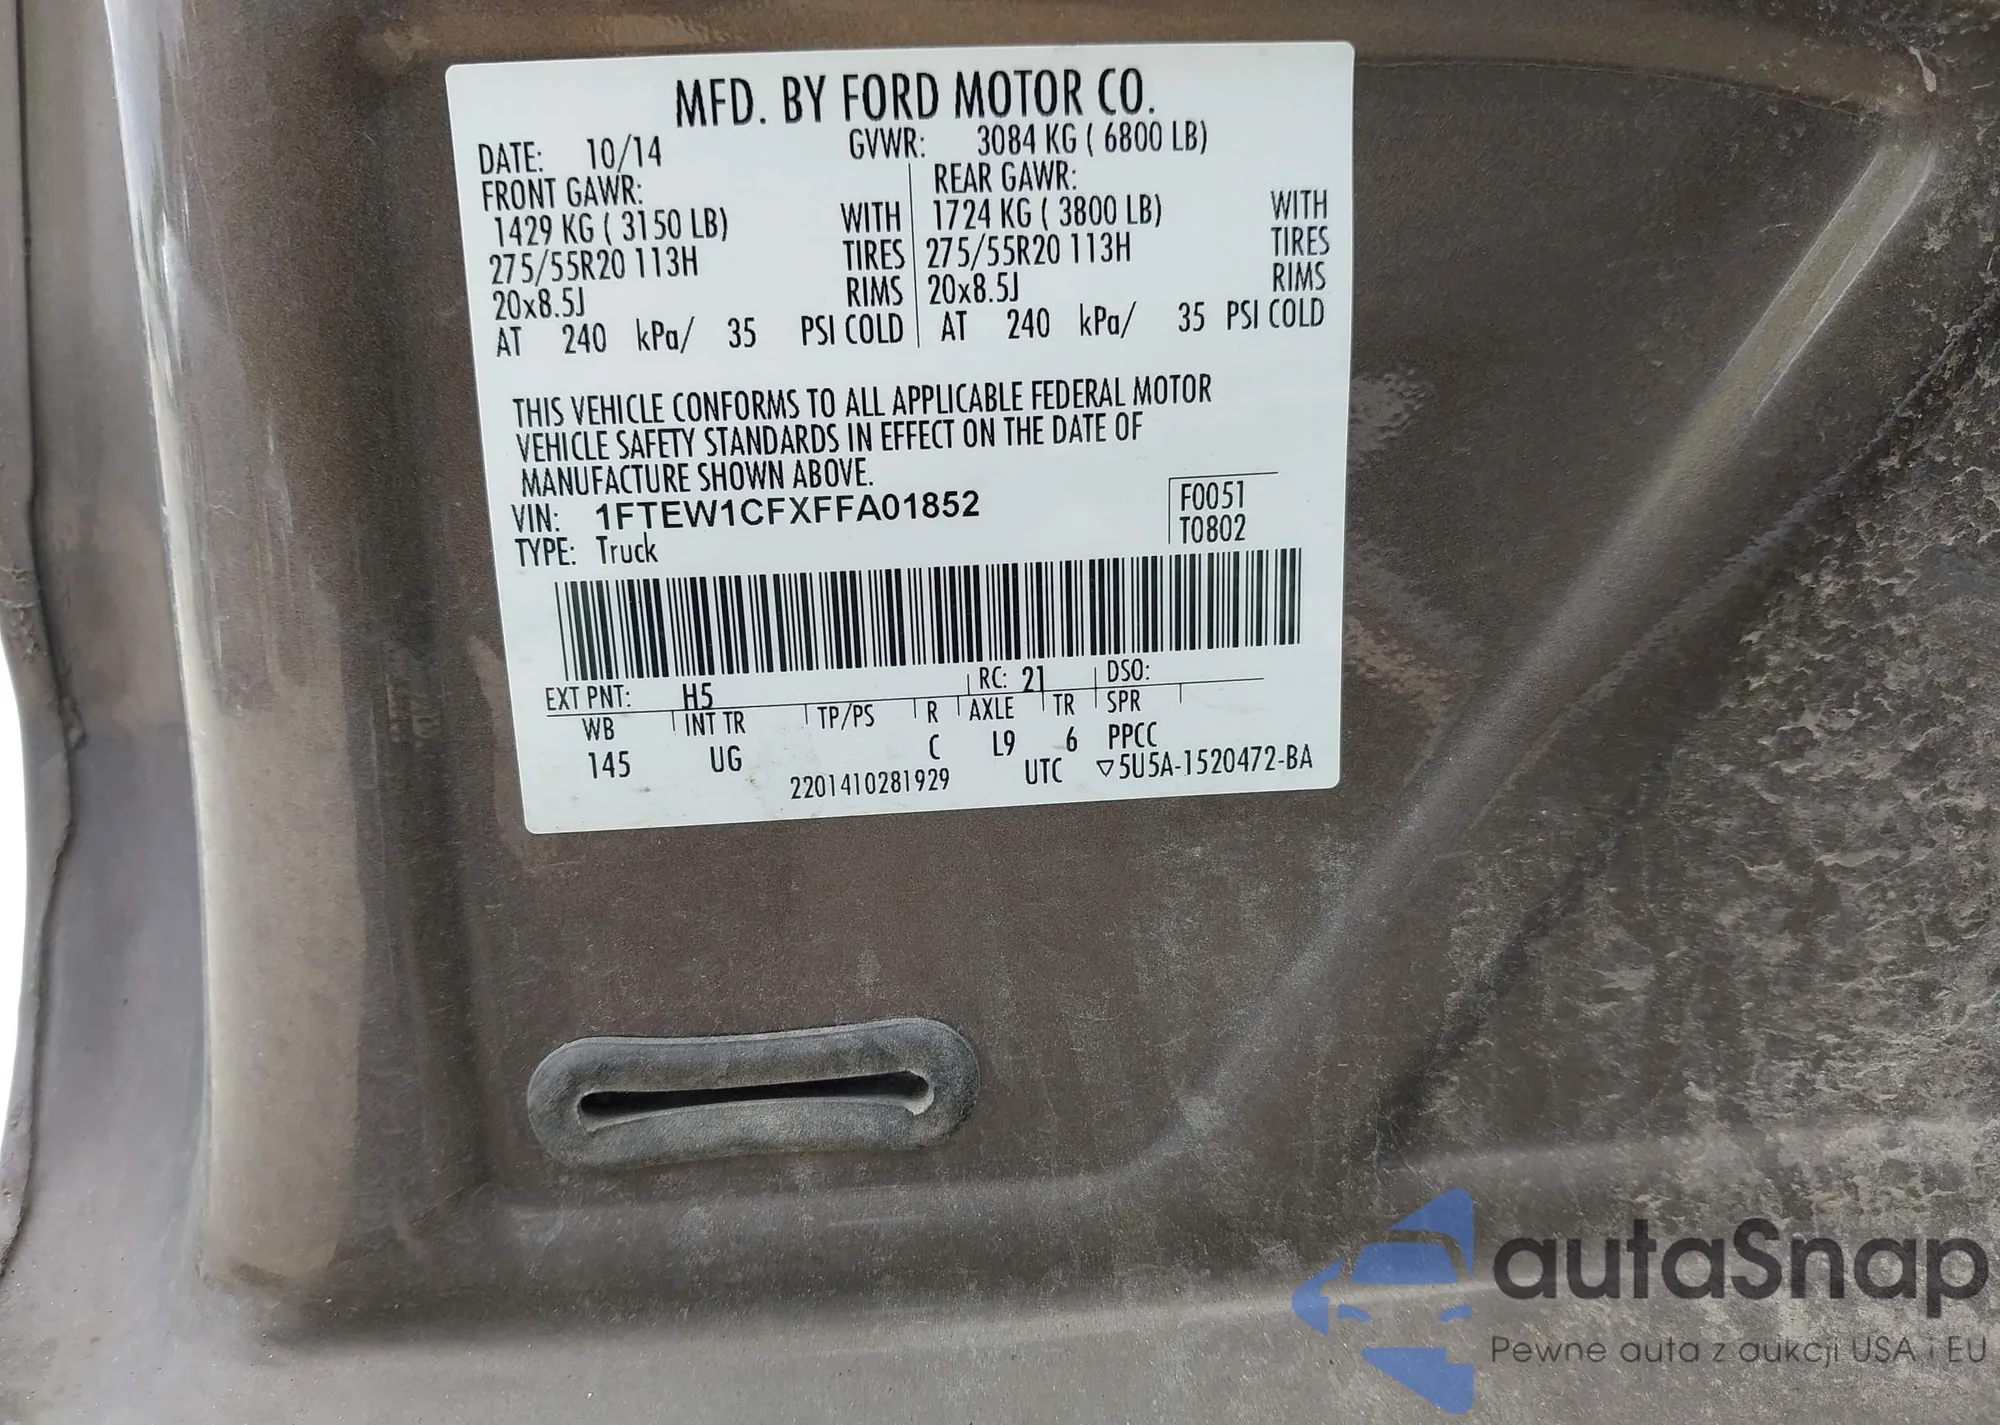 MFD. BY FORD MOTOR CO.
DATE: 10/14 GVWR: 3084 KG ( 6800 LB)
FRONT GAWR: REAR GAWR:
1429 KG ( 3150 LB) WITH 1724 KG ( 3800 LB) WITH
275/55R20 113H TIRES 275/55R20 113H TIRES
20x8.5J RIMS 20x8.5J RIMS
AT 240 kPa/ 35 PSI COLD AT 240 kPa/ 35 PSI COLD
THIS VEHICLE CONFORMS TO ALL APPLICABLE FEDERAL MOTOR
VEHICLE SAFETY STANDARDS IN EFFECT ON THE DATE OF
MANUFACTURE SHOWN ABOVE.
VIN: 1FTEW1CFXFFA01852 F0051
TYPE: Truck T0802
EXT PNT: H5 RC: 21 DSO:
WB INT TR TP/PS R AXLE TR SPR
145 UG C L9 6 PPCC
2201410281929 UTC ▽5U5A-1520472-BA
autaSnap
Pewne auta z aukcji USA i EU